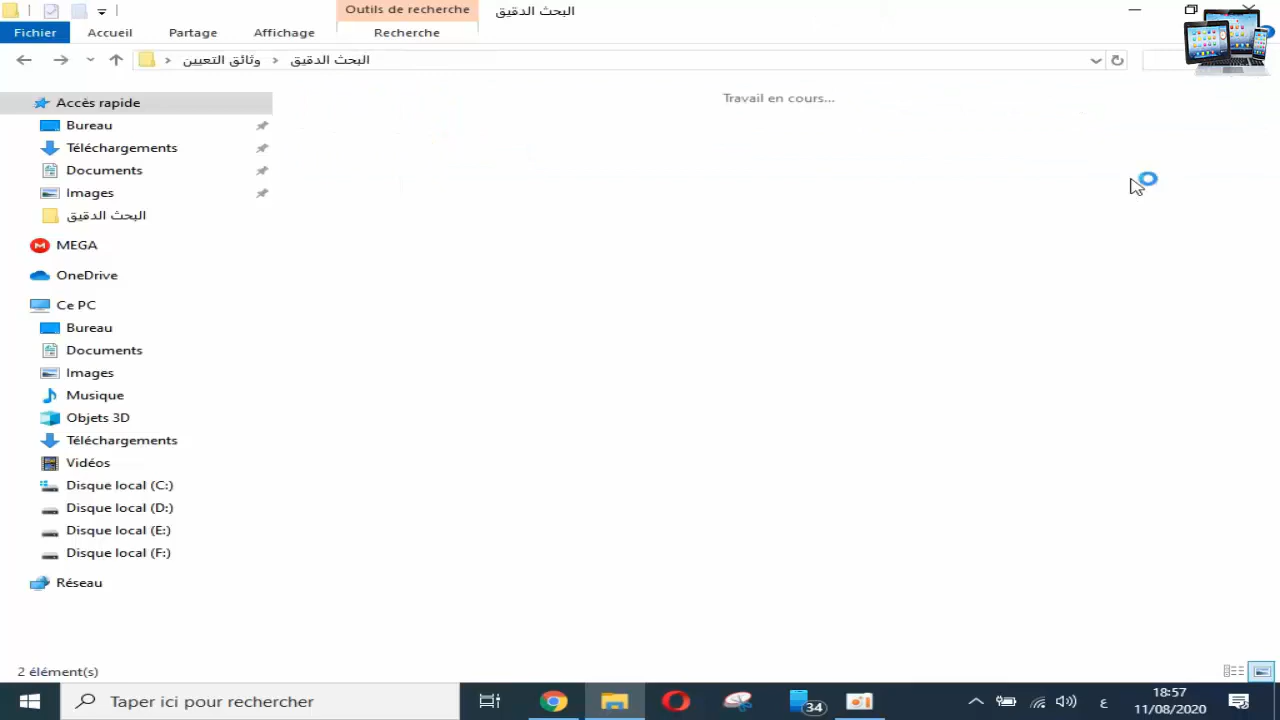 Outils de recherche
البحث الدقيق
Fichier
Accueil
Partage
Affichage
Recherche
وثائق التعيين
البحث الدقيق
Travail en cours...
Accès rapide
Bureau
Téléchargements
Documents
Images
البحث الدقيق
MEGA
OneDrive
Ce PC
Bureau
Documents
Images
Musique
Objets 3D
Téléchargements
Vidéos
Disque local (C:)
Disque local (D:)
Disque local (E:)
Disque local (F:)
Réseau
2 élément(s)
Taper ici pour rechercher
34
ع
18:57
11/08/2020